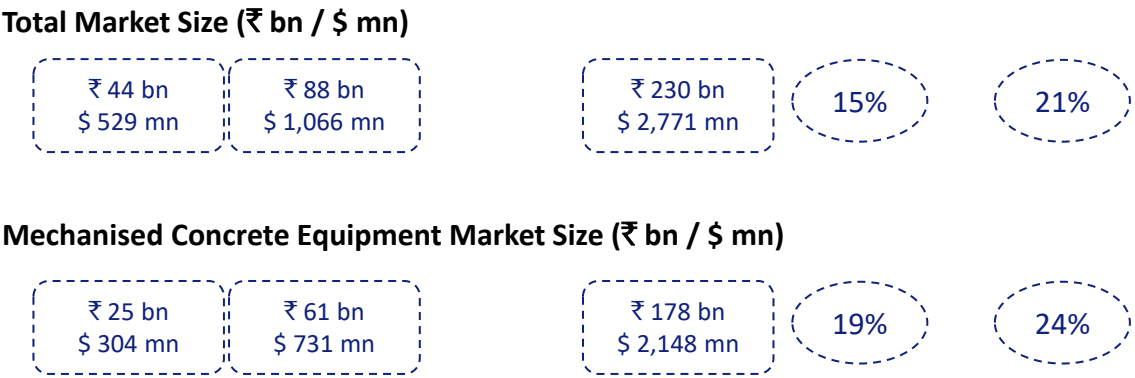 Total Market Size (₹ bn / $ mn)
₹ 44 bn
$ 529 mn
₹ 88 bn
$ 1,066 mn
₹ 230 bn
$ 2,771 mn
15%
21%
Mechanised Concrete Equipment Market Size (₹ bn / $ mn)
₹ 25 bn
$ 304 mn
₹ 61 bn
$ 731 mn
₹ 178 bn
$ 2,148 mn
19%
24%